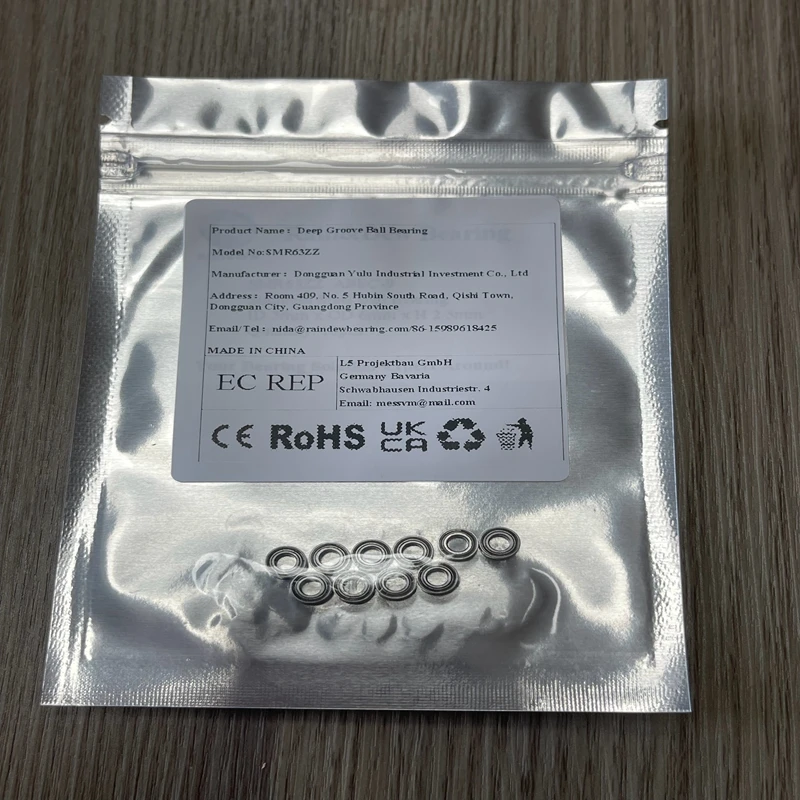 Product Name： Deep Groove Ball Bearing
Model No:SMR63ZZ
Manufacturer： Dongguan Yulu Industrial Investment Co., Ltd
Address： Room 409, No. 5 Hubin South Road, Qishi Town,
Dongguan City, Guangdong Province
Email/Tel： nida@raindewbearing.com/86-15989618425
MADE IN CHINA
EC REP
L5 Projektbau GmbH
Germany Bavaria
Schwabhausen Industriestr. 4
Email: messvm@mail.com
CE RoHS UK
CA